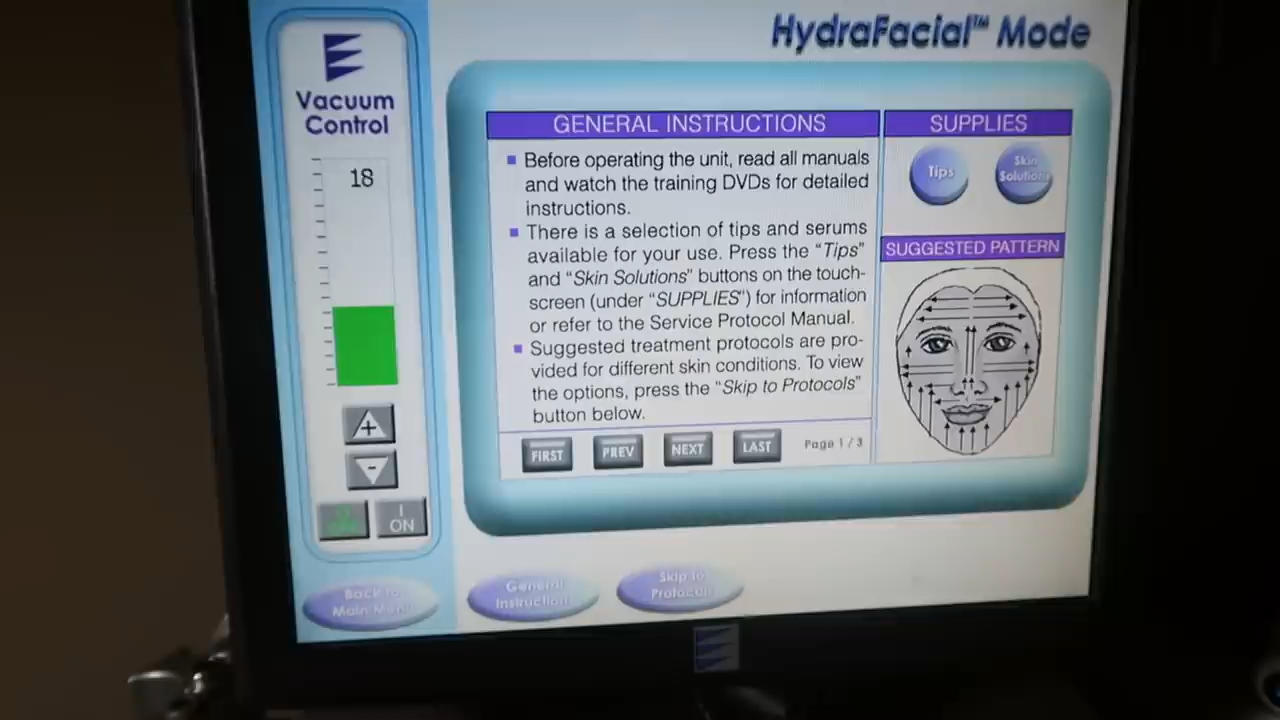 HydraFacial™ Mode
Vacuum
Control
18
+
-
I
ON
GENERAL INSTRUCTIONS
▪ Before operating the unit, read all manuals
and watch the training DVDs for detailed
instructions.
▪ There is a selection of tips and serums
available for your use. Press the “Tips”
and “Skin Solutions” buttons on the touch-
screen (under “SUPPLIES”) for information
or refer to the Service Protocol Manual.
▪ Suggested treatment protocols are pro-
vided for different skin conditions. To view
the options, press the “Skip to Protocols”
button below.
FIRST
PREV
NEXT
LAST
Page 1 / 3
SUPPLIES
Tips
Skin
Solutions
SUGGESTED PATTERN
Back to
Main Menu
General
Instructions
Skip to
Protocols